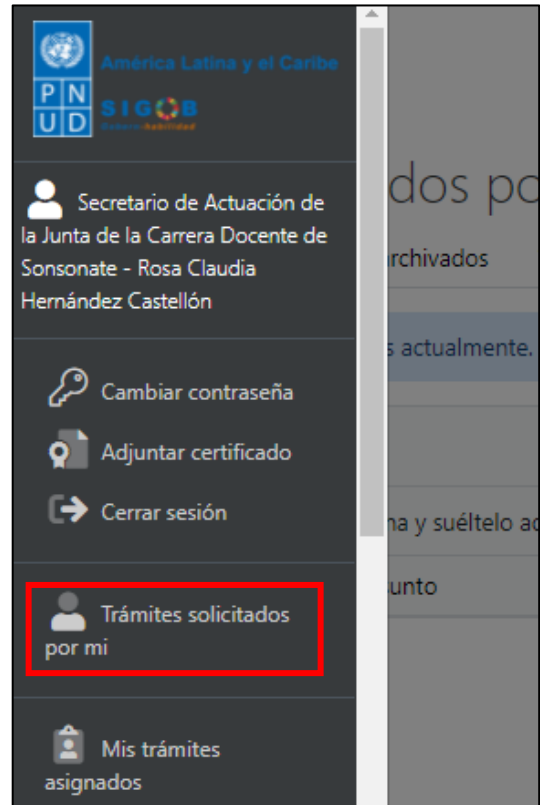 América Latina y el Caribe
P N
U D
SIGOB
Secretario de Actuación de
la Junta de la Carrera Docente de
Sonsonate - Rosa Claudia
Hernández Castellón
Cambiar contraseña
Adjuntar certificado
Cerrar sesión
Trámites solicitados
por mi
Mis trámites
asignados
dos po
rchivados
s actualmente.
na y suéltelo ac
unto